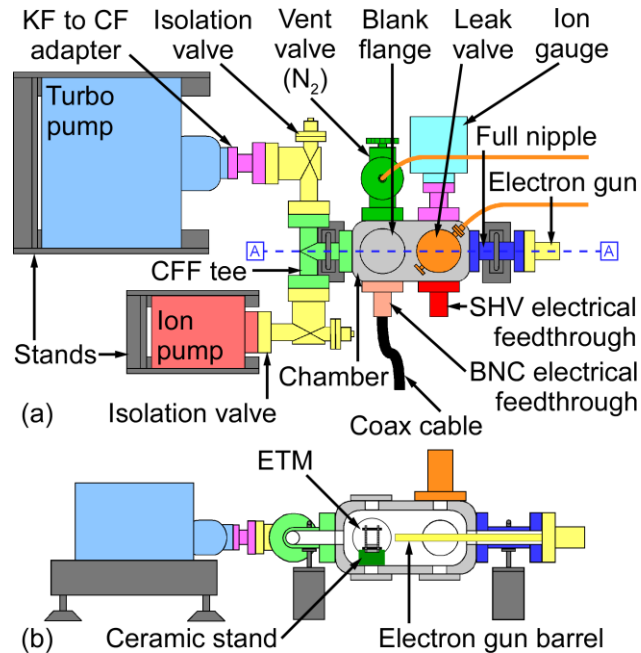 KF to CF
adapter
Isolation
valve
Vent
valve
(N₂)
Blank
flange
Leak
valve
Ion
gauge
Turbo
pump
Full nipple
Electron gun
A
A
CFF tee
Ion
pump
Stands
Chamber
SHV electrical
feedthrough
BNC electrical
feedthrough
Isolation valve
(a)
Coax cable
ETM
(b)
Ceramic stand
Electron gun barrel